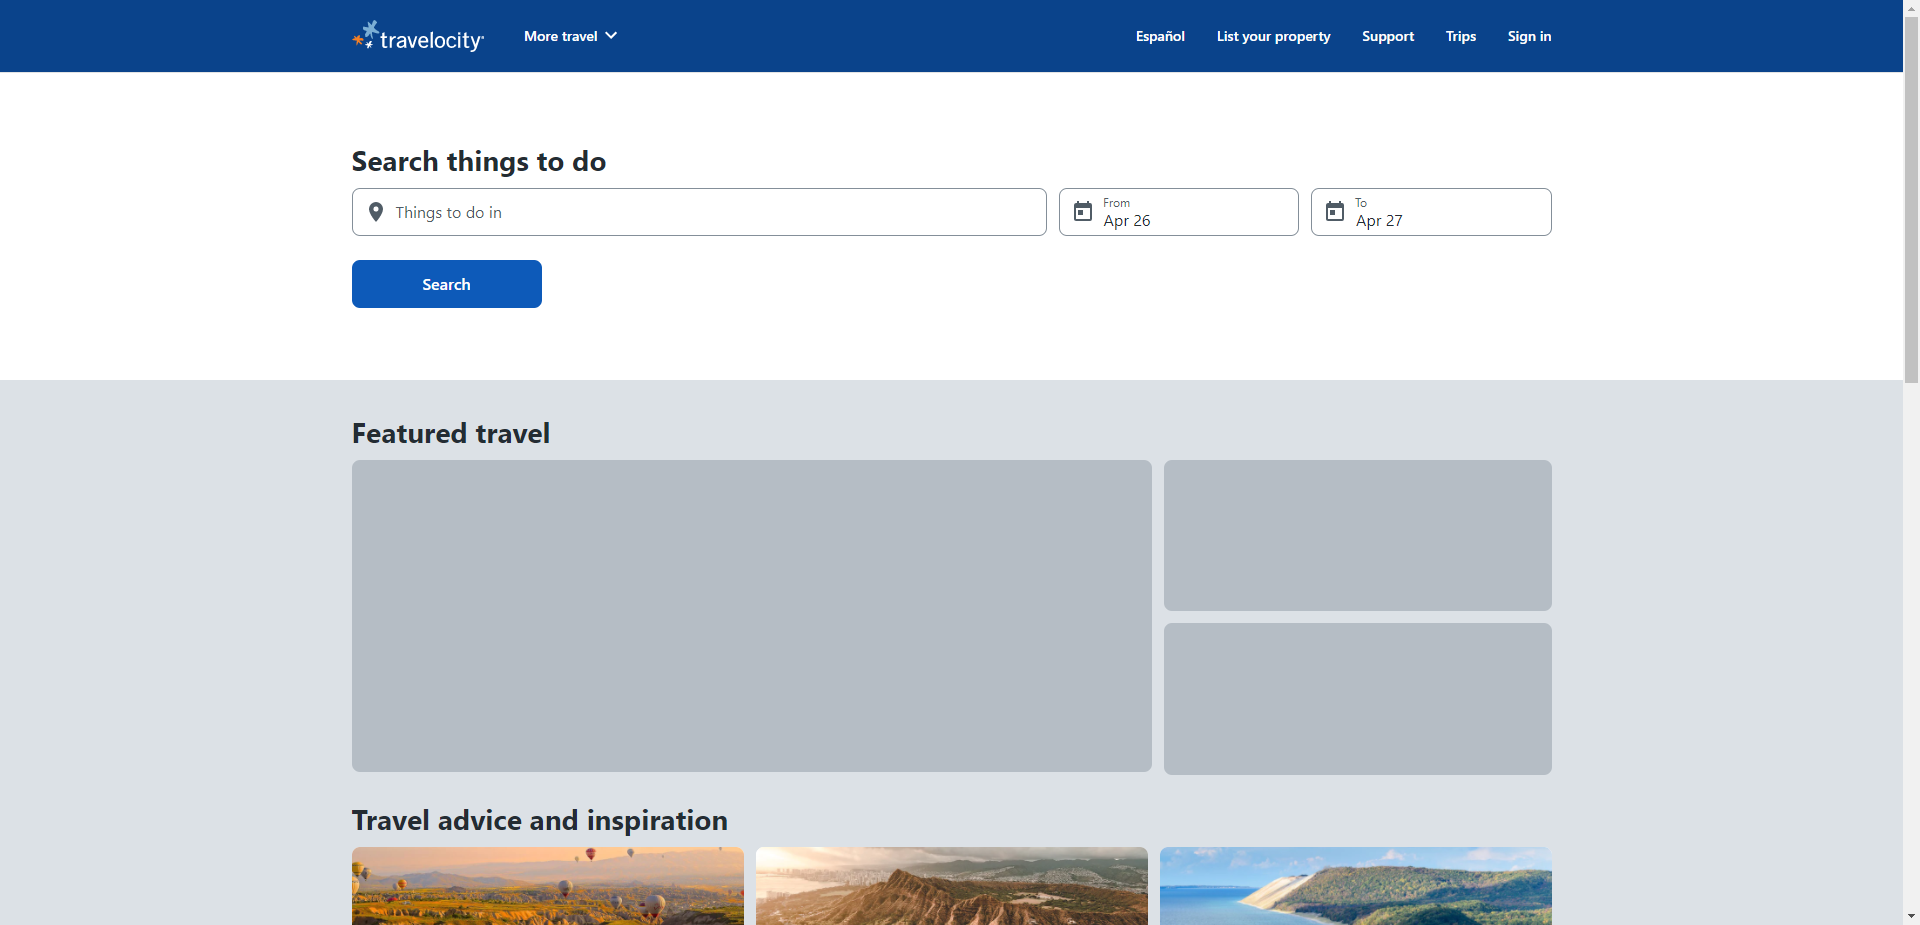 travelocity
More travel
Español
List your property
Support
Trips
Sign in
Search things to do
Things to do in
From
Apr 26
To
Apr 27
Search
Featured travel
Travel advice and inspiration